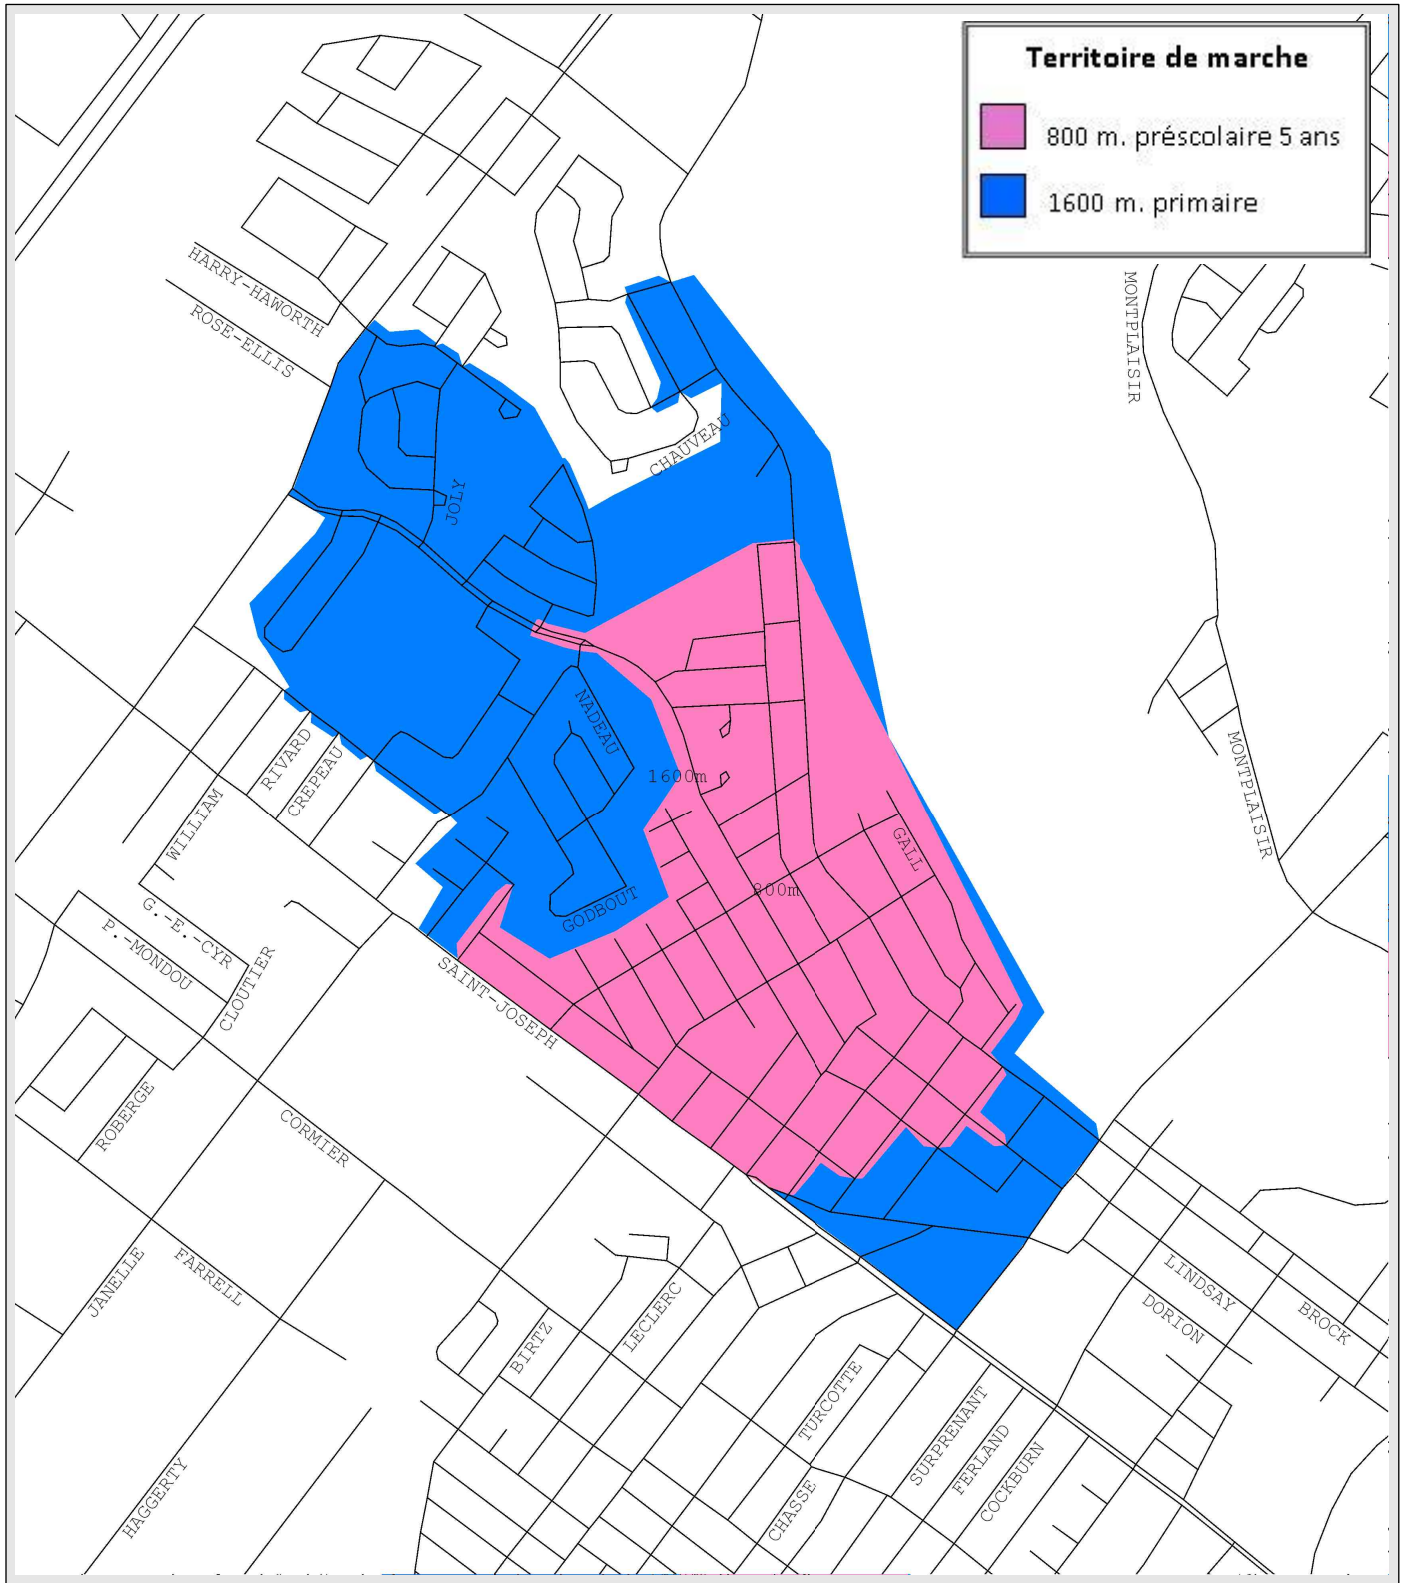 Territoire de marche
800 m. préscolaire 5 ans
1600 m. primaire
HARRY-HAWORTH
ROSE-ELLIS
MONTPLAISIR
CHAUVEAU
JOLY
NADEAU
1600m
RIVARD
CREPEAU
WILLIAM
MONTPLAISIR
GALL
800m
GODBOUT
G.-E.-CYR
P.-MONDOU
CLOUTIER
SAINT-JOSEPH
ROBERGE
CORMIER
JANELLE
FARRELL
LINDSAY
BROCK
DORION
LECLERC
BIRTZ
TURCOTTE
SURPRENANT
FERLAND
COCKBURN
CHASSE
HAGGERTY